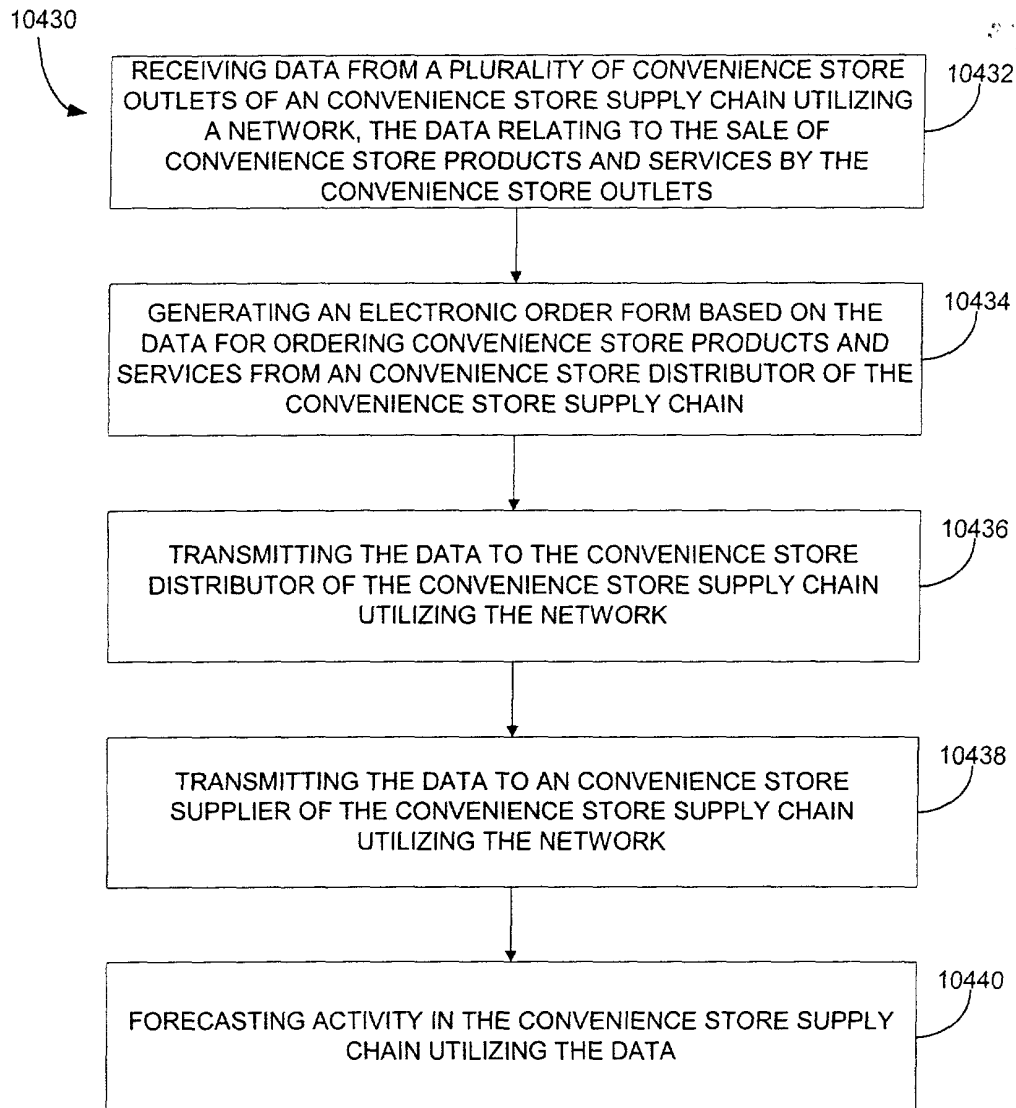 10430
RECEIVING DATA FROM A PLURALITY OF CONVENIENCE STORE
OUTLETS OF AN CONVENIENCE STORE SUPPLY CHAIN UTILIZING
A NETWORK, THE DATA RELATING TO THE SALE OF
CONVENIENCE STORE PRODUCTS AND SERVICES BY THE
CONVENIENCE STORE OUTLETS
10432
GENERATING AN ELECTRONIC ORDER FORM BASED ON THE
DATA FOR ORDERING CONVENIENCE STORE PRODUCTS AND
SERVICES FROM AN CONVENIENCE STORE DISTRIBUTOR OF THE
CONVENIENCE STORE SUPPLY CHAIN
10434
TRANSMITTING THE DATA TO THE CONVENIENCE STORE
DISTRIBUTOR OF THE CONVENIENCE STORE SUPPLY CHAIN
UTILIZING THE NETWORK
10436
TRANSMITTING THE DATA TO AN CONVENIENCE STORE
SUPPLIER OF THE CONVENIENCE STORE SUPPLY CHAIN
UTILIZING THE NETWORK
10438
FORECASTING ACTIVITY IN THE CONVENIENCE STORE SUPPLY
CHAIN UTILIZING THE DATA
10440